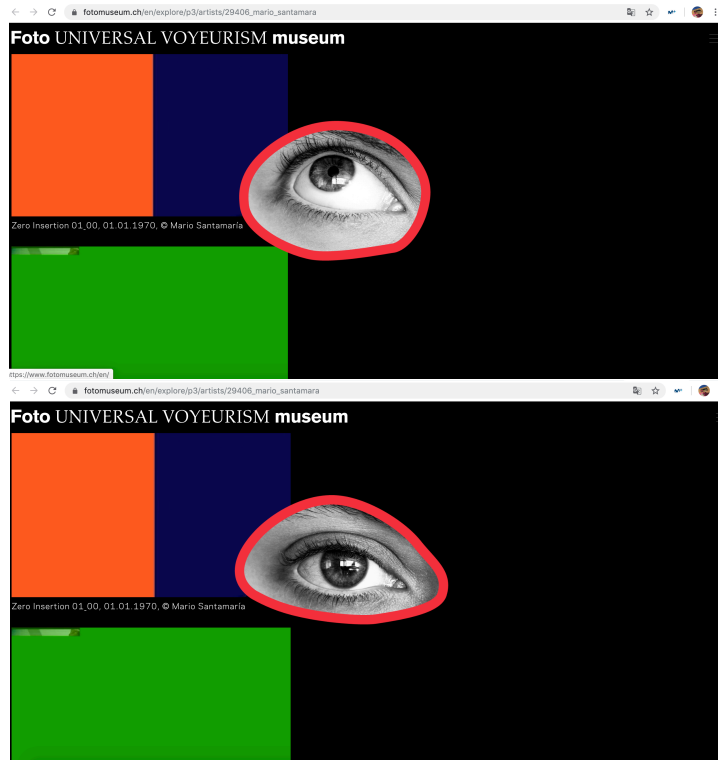 fotomuseum.ch/en/explore/p3/artists/29406_mario_santamara
Foto UNIVERSAL VOYEURISM museum
Zero Insertion 01_00, 01.01.1970, © Mario Santamaría
ttps://www.fotomuseum.ch/en/
fotomuseum.ch/en/explore/p3/artists/29406_mario_santamara
Foto UNIVERSAL VOYEURISM museum
Zero Insertion 01_00, 01.01.1970, © Mario Santamaría